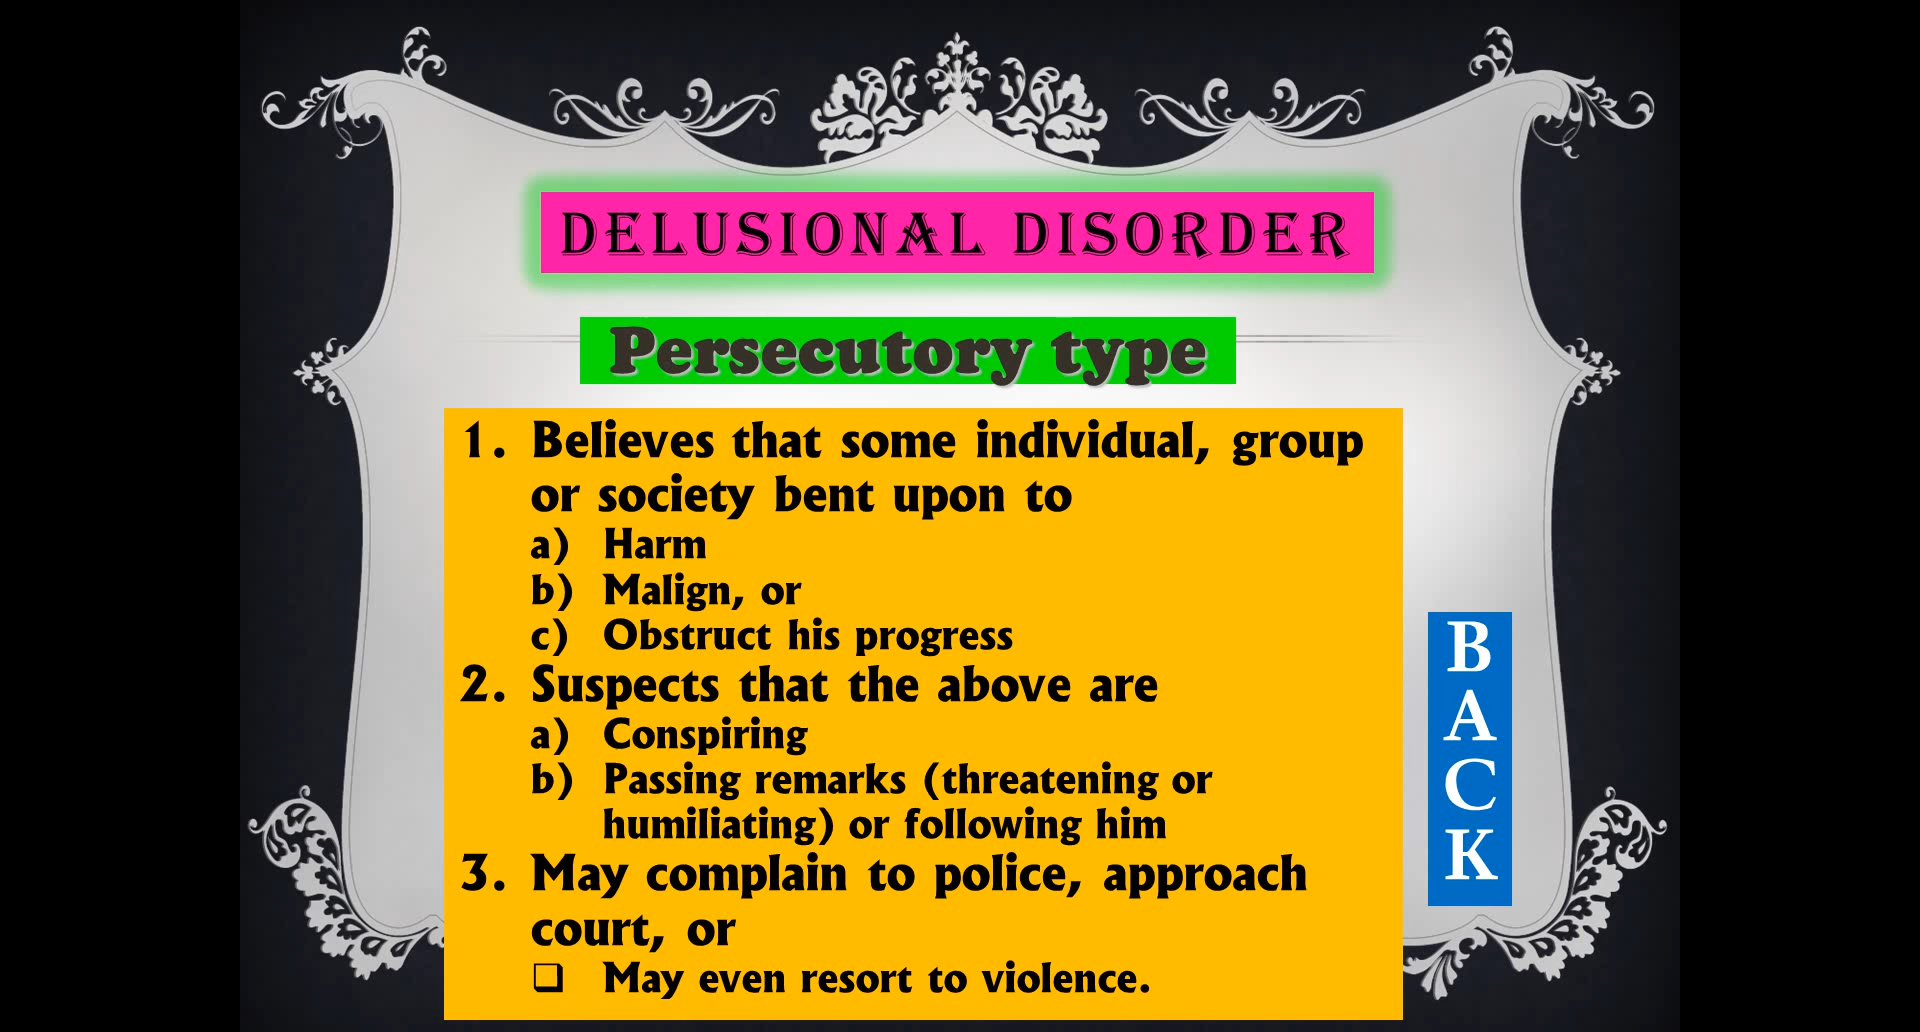 DELUSIONAL DISORDER
Persecutory type
1. Believes that some individual, group
or society bent upon to
a) Harm
b) Malign, or
c) Obstruct his progress
2. Suspects that the above are
a) Conspiring
b) Passing remarks (threatening or
humiliating) or following him
3. May complain to police, approach
court, or
❑ May even resort to violence.
B
A
C
K